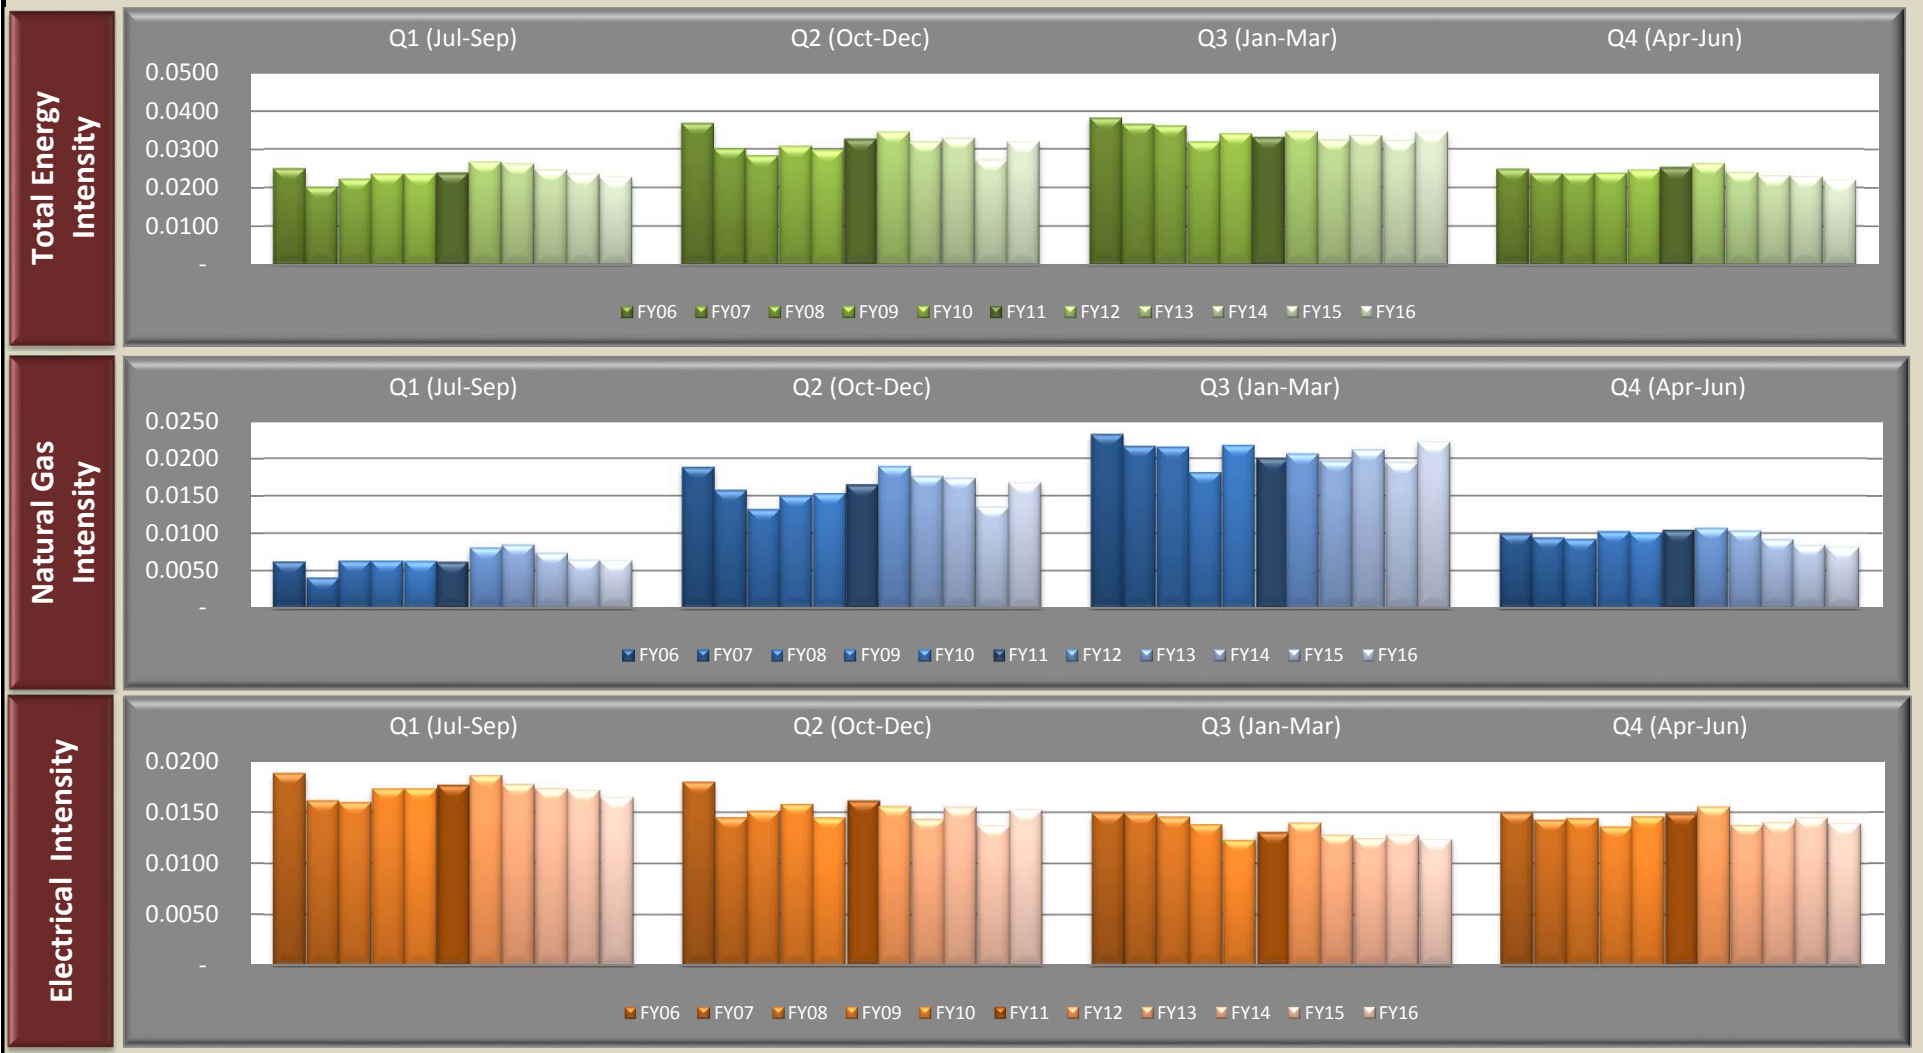 Total Energy
Intensity
Q1 (Jul-Sep) Q2 (Oct-Dec) Q3 (Jan-Mar) Q4 (Apr-Jun)
0.0500
0.0400
0.0300
0.0200
0.0100
-
FY06 FY07 FY08 FY09 FY10 FY11 FY12 FY13 FY14 FY15 FY16
Natural Gas
Intensity
Q1 (Jul-Sep) Q2 (Oct-Dec) Q3 (Jan-Mar) Q4 (Apr-Jun)
0.0250
0.0200
0.0150
0.0100
0.0050
-
FY06 FY07 FY08 FY09 FY10 FY11 FY12 FY13 FY14 FY15 FY16
Electrical Intensity
Q1 (Jul-Sep) Q2 (Oct-Dec) Q3 (Jan-Mar) Q4 (Apr-Jun)
0.0200
0.0150
0.0100
0.0050
-
FY06 FY07 FY08 FY09 FY10 FY11 FY12 FY13 FY14 FY15 FY16